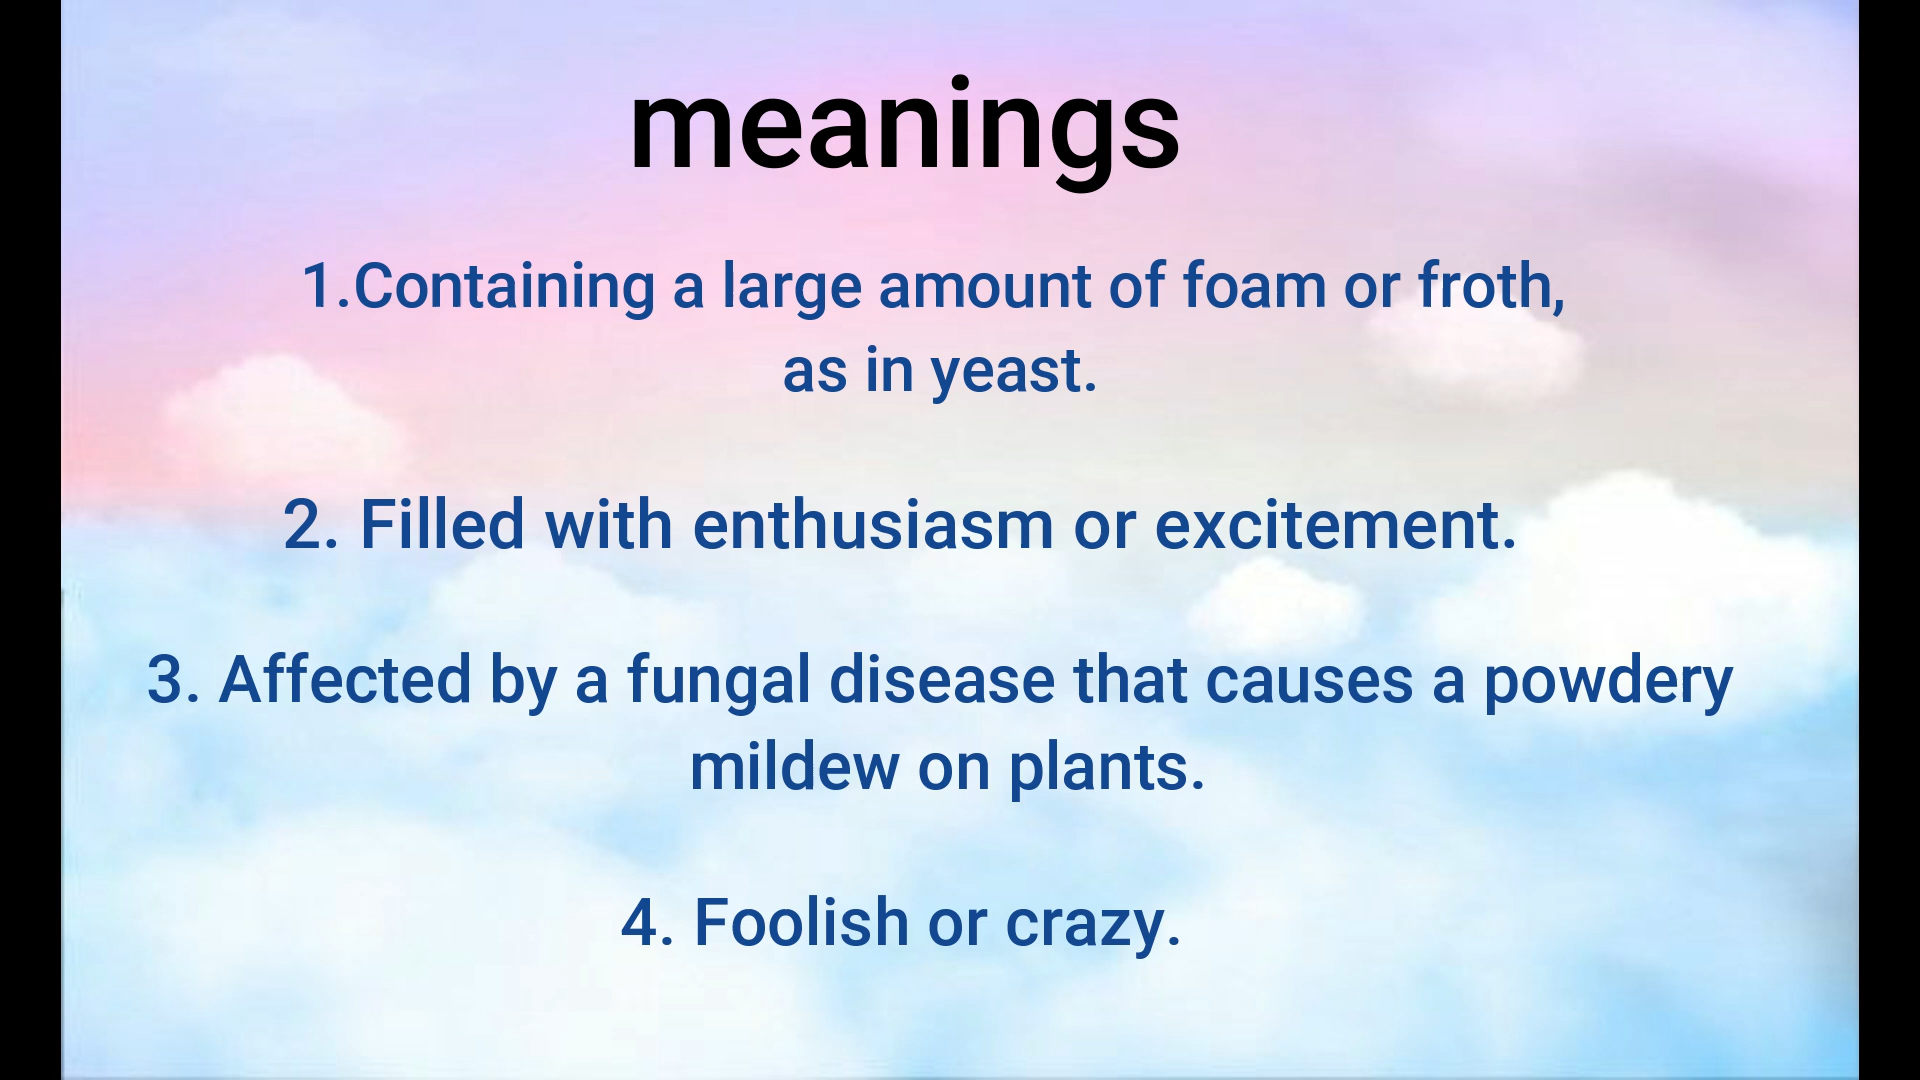 meanings
1.Containing a large amount of foam or froth,
as in yeast.
2. Filled with enthusiasm or excitement.
3. Affected by a fungal disease that causes a powdery
mildew on plants.
4. Foolish or crazy.